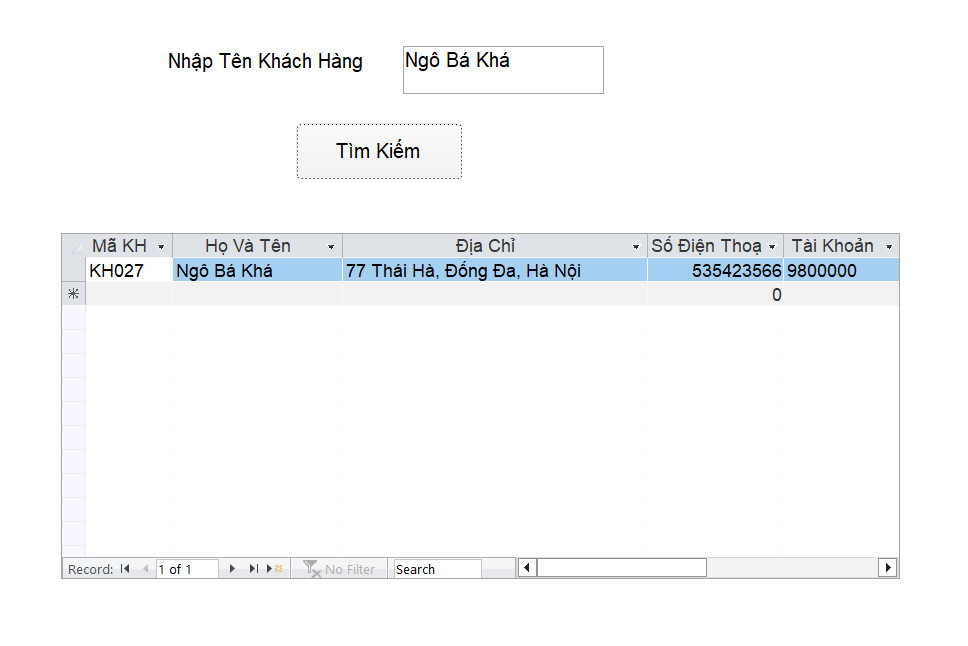 Nhập Tên Khách Hàng Ngô Bá Khá
Tìm Kiếm
Mã KH Họ Và Tên Địa Chỉ Số Điện Thoạ Tài Khoản
KH027 Ngô Bá Khá 77 Thái Hà, Đống Đa, Hà Nội 535423566 9800000
0
Record: 1 of 1 No Filter Search